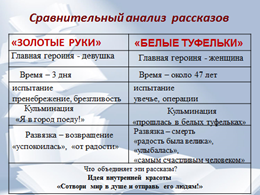 Сравнительный анализ рассказов
«ЗОЛОТЫЕ РУКИ»
«БЕЛЫЕ ТУФЕЛЬКИ»
Главная героиня - девушка
Главная героиня - женщина
Время – 3 дня
Время – около 47 лет
испытание
пренебрежение, брезгливость
испытание
увечье, операции
Кульминация
«Я в город поеду!»
Кульминация
«прошлась в белых туфельках»
Развязка – возвращение
«успокоилась», «от радости»
Развязка – смерть
«радость была велика»,
«улыбалась»,
«самым счастливым человеком»
Что объединяет эти рассказы?
Идея внутренней красоты
«Сотвори мир в душе и отправь его людям!»